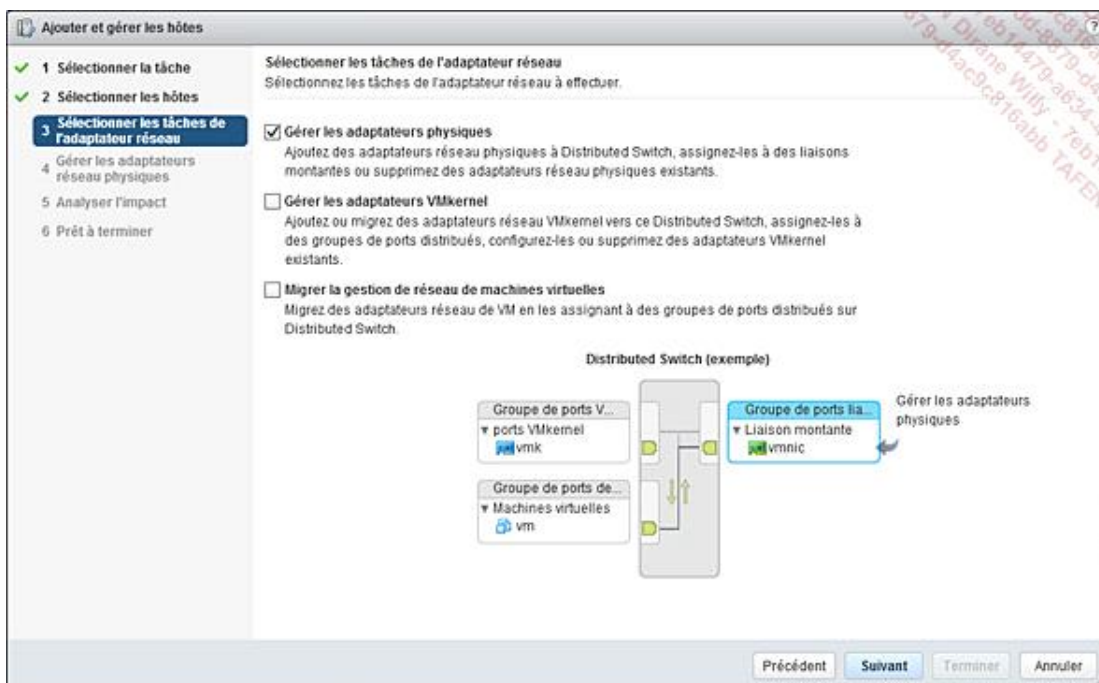 Ajouter et gérer les hôtes
?
1 Sélectionner la tâche
2 Sélectionner les hôtes
3 Sélectionner les tâches de
l'adaptateur réseau
4 Gérer les adaptateurs
réseau physiques
5 Analyser l'impact
6 Prêt à terminer
Sélectionner les tâches de l'adaptateur réseau
Sélectionnez les tâches de l'adaptateur réseau à effectuer.
Gérer les adaptateurs physiques
Ajoutez des adaptateurs réseau physiques à Distributed Switch, assignez-les à des liaisons
montantes ou supprimez des adaptateurs réseau physiques existants.
Gérer les adaptateurs VMkernel
Ajoutez ou migrez des adaptateurs réseau VMkernel vers ce Distributed Switch, assignez-les à
des groupes de ports distribués, configurez-les ou supprimez des adaptateurs VMkernel
existants.
Migrer la gestion de réseau de machines virtuelles
Migrez des adaptateurs réseau de VM en les assignant à des groupes de ports distribués sur
Distributed Switch.
Distributed Switch (exemple)
Groupe de ports V...
ports VMkernel
vmk
Groupe de ports de...
Machines virtuelles
vm
Groupe de ports lia...
Liaison montante
vmnic
Gérer les adaptateurs
physiques
Précédent
Suivant
Terminer
Annuler